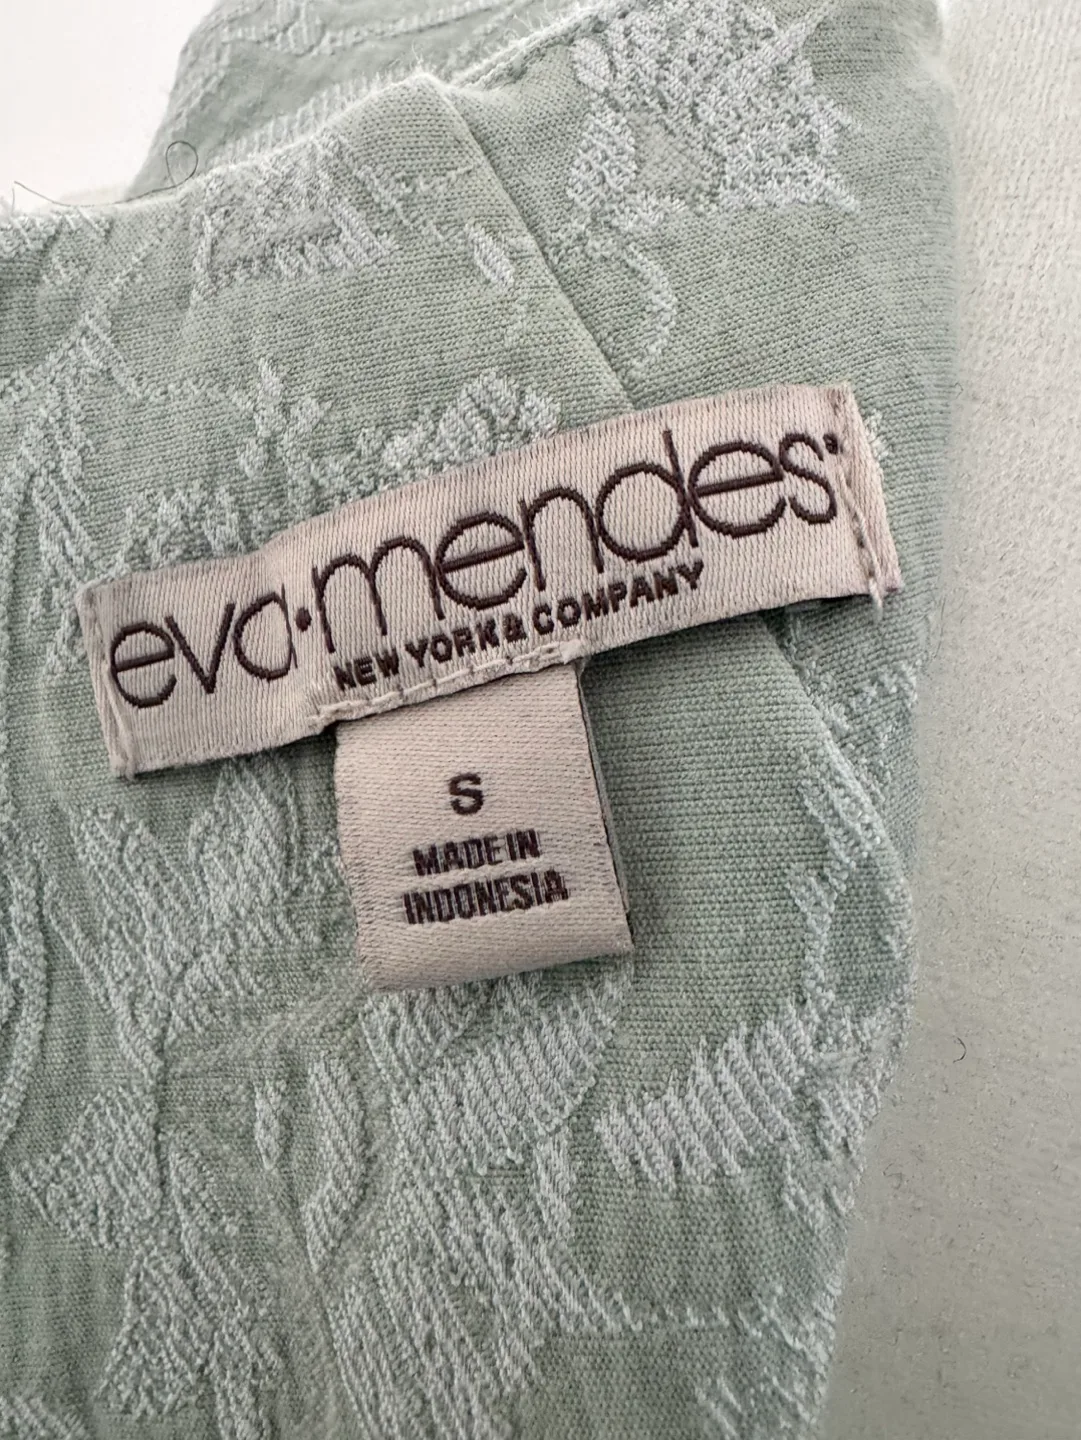 eva•mendes
NEW YORK & COMPANY
S
MADE IN
INDONESIA